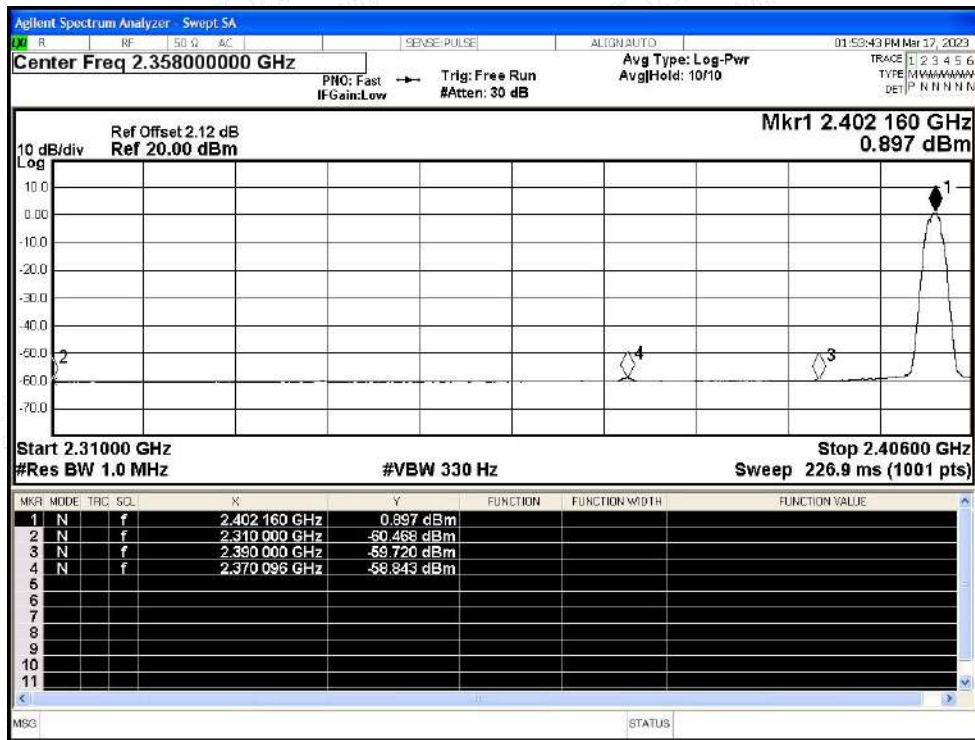 Agilent Spectrum Analyzer - Swept SA
LXI R RF 50 Ω AC SENSE:PULSE ALIGNAUTO 01:53:43 PM Mar 17, 2023
Center Freq 2.358000000 GHz
PNO: Fast
IFGain:Low
Trig: Free Run
#Atten: 30 dB
Avg Type: Log-Pwr
Avg|Hold: 10/10
TRACE 1 2 3 4 5 6
TYPE
DET P N N N N N
Ref Offset 2.12 dB
10 dB/div Ref 20.00 dBm
Log
Mkr1 2.402 160 GHz
0.897 dBm
10.0
0.00
-10.0
-20.0
-30.0
-40.0
-50.0
-60.0
-70.0
1
2
4
3
Start 2.31000 GHz Stop 2.40600 GHz
#Res BW 1.0 MHz #VBW 330 Hz Sweep 226.9 ms (1001 pts)
MKR MODE TRC SCL X Y FUNCTION FUNCTION WIDTH FUNCTION VALUE
1 N f 2.402 160 GHz 0.897 dBm
2 N f 2.310 000 GHz -60.468 dBm
3 N f 2.390 000 GHz -59.720 dBm
4 N f 2.370 096 GHz -58.843 dBm
5
6
7
8
9
10
11
MSG STATUS